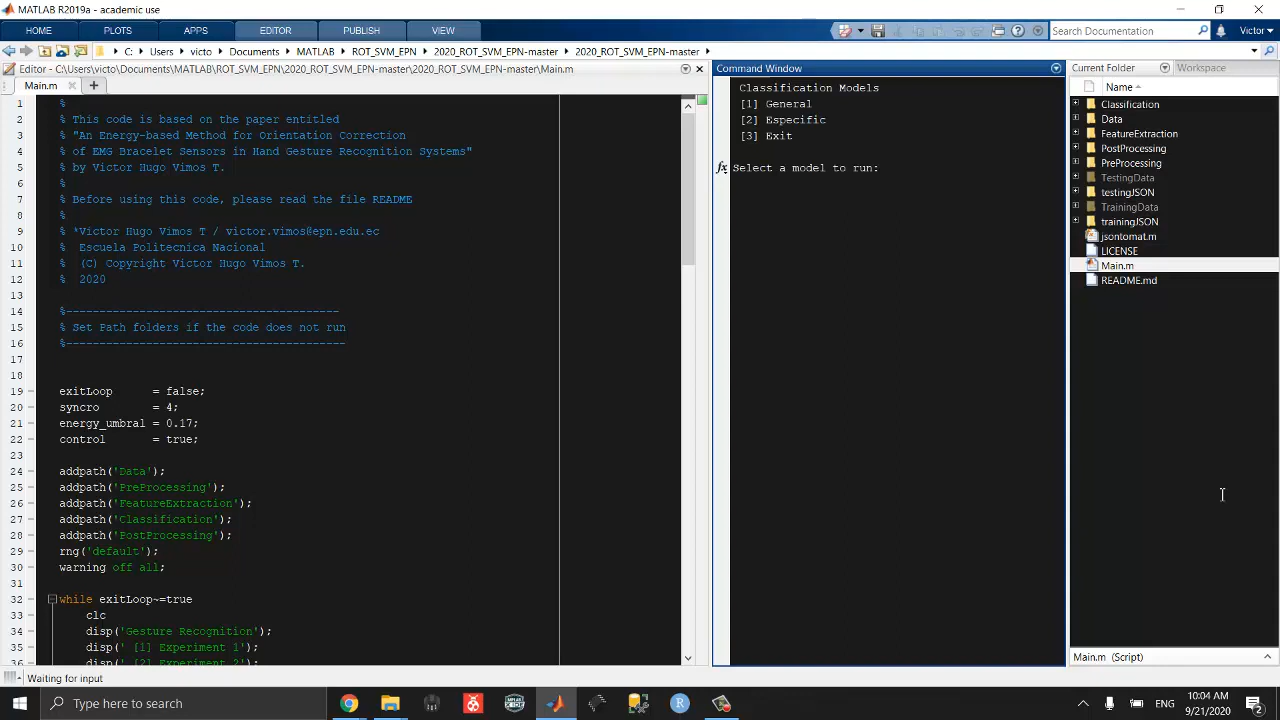 MATLAB R2019a - academic use
HOME PLOTS APPS EDITOR PUBLISH VIEW
Search Documentation
Victor
C: ▸ Users ▸ victo ▸ Documents ▸ MATLAB ▸ ROT_SVM_EPN ▸ 2020_ROT_SVM_EPN-master ▸ 2020_ROT_SVM_EPN-master ▸
Editor - C:\Users\victo\Documents\MATLAB\ROT_SVM_EPN\2020_ROT_SVM_EPN-master\2020_ROT_SVM_EPN-master\Main.m
Main.m
1 %
2 % This code is based on the paper entitled
3 % "An Energy-based Method for Orientation Correction
4 % of EMG Bracelet Sensors in Hand Gesture Recognition Systems"
5 % by Victor Hugo Vimos T.
6 %
7 % Before using this code, please read the file README
8 %
9 % *Victor Hugo Vimos T / victor.vimos@epn.edu.ec
10 % Escuela Politecnica Nacional
11 % (C) Copyright Victor Hugo Vimos T.
12 % 2020
13
14 %-----------------------------------------
15 % Set Path folders if the code does not run
16 %------------------------------------------
17
18
19 exitLoop = false;
20 syncro = 4;
21 energy_umbral = 0.17;
22 control = true;
23
24 addpath('Data');
25 addpath('PreProcessing');
26 addpath('FeatureExtraction');
27 addpath('Classification');
28 addpath('PostProcessing');
29 rng('default');
30 warning off all;
31
32 while exitLoop~=true
33 clc
34 disp('Gesture Recognition');
35 disp(' [1] Experiment 1');
36 disp(' [2] Experiment 2');
Command Window
Classification Models
[1] General
[2] Especific
[3] Exit
fx Select a model to run:
Current Folder
Workspace
Name
Classification
Data
FeatureExtraction
PostProcessing
PreProcessing
TestingData
testingJSON
TrainingData
trainingJSON
jsontomat.m
LICENSE
Main.m
README.md
Main.m (Script)
Waiting for input
Type here to search
10:04 AM
9/21/2020
2